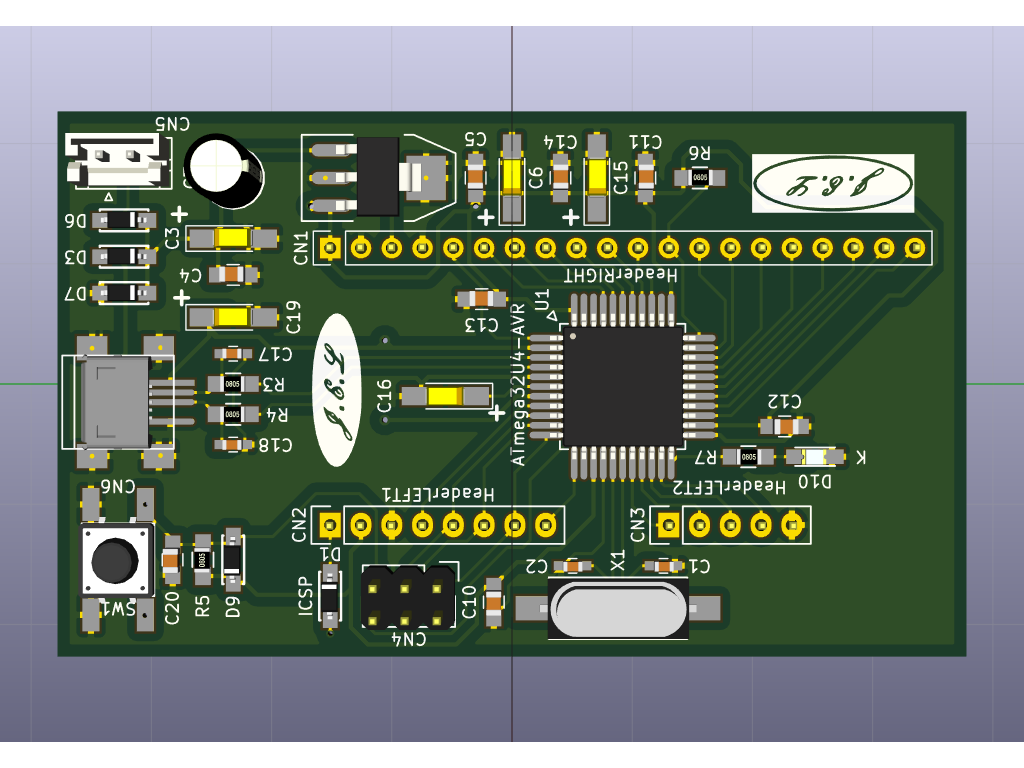 CN5
C5
C14
C11
R6
D6
C3
C6
C15
J.S.T
D3
C4
CN1
HeaderRIGHT
D7
C19
C13
U1
ATmega32U4-AVR
C17
0805
R3
0805
R4
C18
J.S.T
C16
C12
R7
0805
D10
K
CN6
HeaderLEFT1
HeaderLEFT2
CN2
CN3
D1
ICSP
C2
X1
C1
SW1
C20
R5
0805
D9
CN4
C10
0805